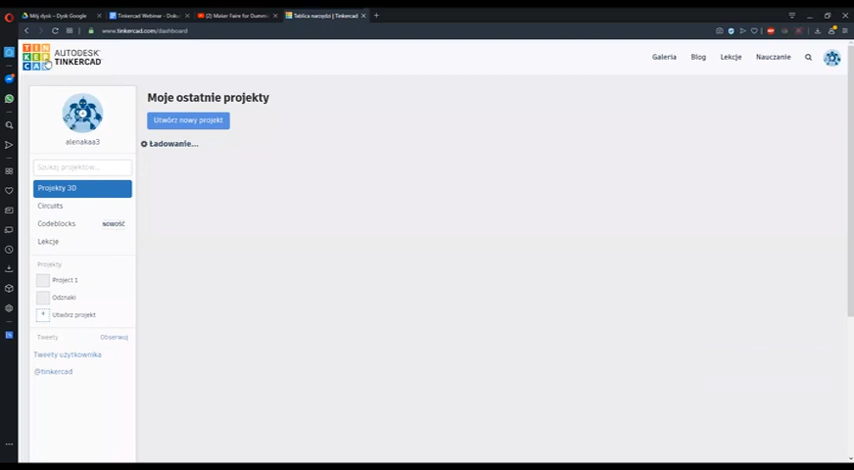 Mój dysk – Dysk Google
Tinkercad Webinar - Doku
(2) Maker Faire for Dummi
Tablica narzędzi | Tinkercad
www.tinkercad.com/dashboard
TIN
KER
CAD
AUTODESK
TINKERCAD
Galeria
Blog
Lekcje
Nauczanie
alenakaa3
Szukaj projektów...
Projekty 3D
Circuits
Codeblocks
NOWOŚĆ
Lekcje
Projekty
Project 1
Odznaki
Utwórz projekt
Tweety
Obserwuj
Tweety użytkownika
@tinkercad
Moje ostatnie projekty
Utwórz nowy projekt
Ładowanie...